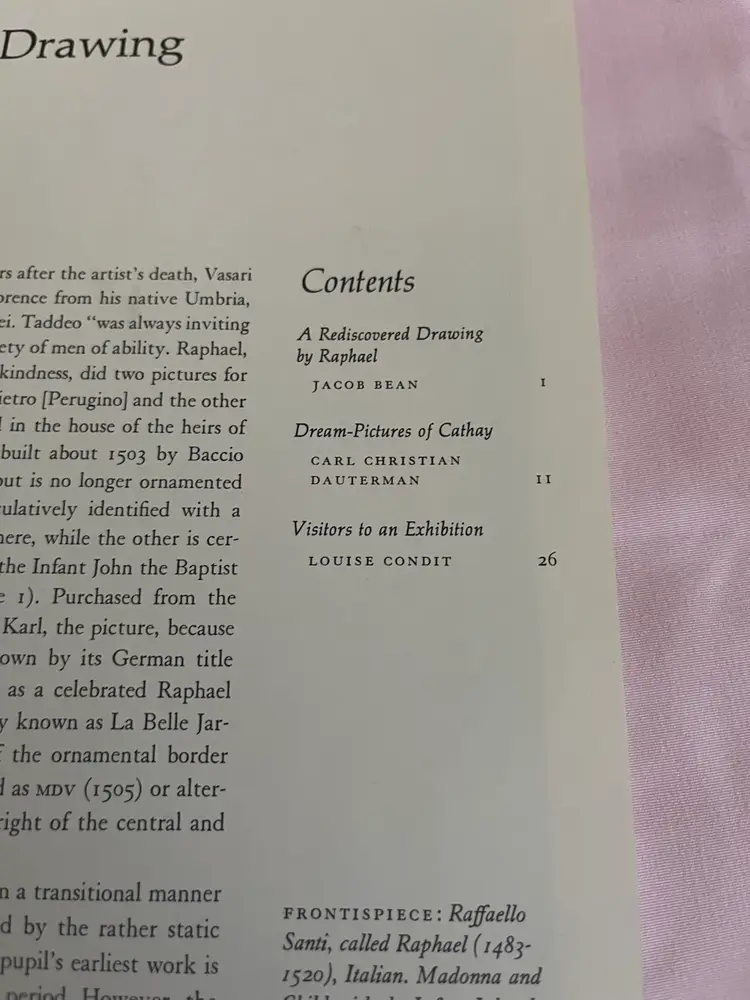 Drawing
rs after the artist's death, Vasari
orence from his native Umbria,
ei. Taddeo "was always inviting
ety of men of ability. Raphael,
kindness, did two pictures for
ietro [Perugino] and the other
in the house of the heirs of
built about 1503 by Baccio
out is no longer ornamented
ulatively identified with a
here, while the other is cer-
the Infant John the Baptist
e 1). Purchased from the
Karl, the picture, because
own by its German title
as a celebrated Raphael
y known as La Belle Jar-
f the ornamental border
d as MDV (1505) or alter-
right of the central and
n a transitional manner
d by the rather static
pupil's earliest work is
period. However, the
Contents
A Rediscovered Drawing
by Raphael
JACOB BEAN 1
Dream-Pictures of Cathay
CARL CHRISTIAN
DAUTERMAN 11
Visitors to an Exhibition
LOUISE CONDIT 26
FRONTISPIECE: Raffaello
Santi, called Raphael (1483-
1520), Italian. Madonna and